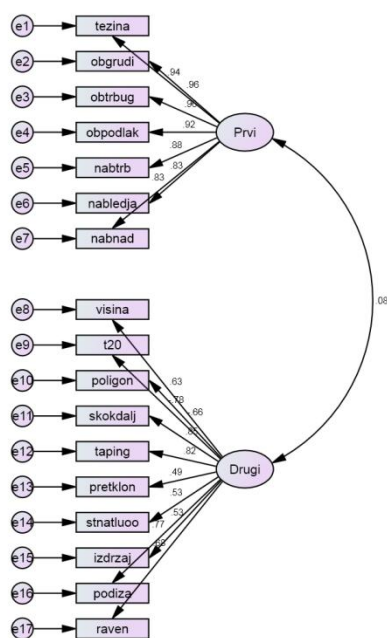 e1 tezina
e2 obgrudi
.94
.96
e3 obtrbug
e4 obpodlak
.92
Prvi
e5 nabtrb
.88
.83
e6 nabledja
.83
e7 nabnad
.08
e8 visina
e9 t20
e10 poligon
.63
-.66
-.78
e11 skokdalj
e12 taping
.82
Drugi
e13 pretklon
.49
e14 stnatluoo
.53
.53
.77
e15 izdrzaj
e16 podiza
e17 raven